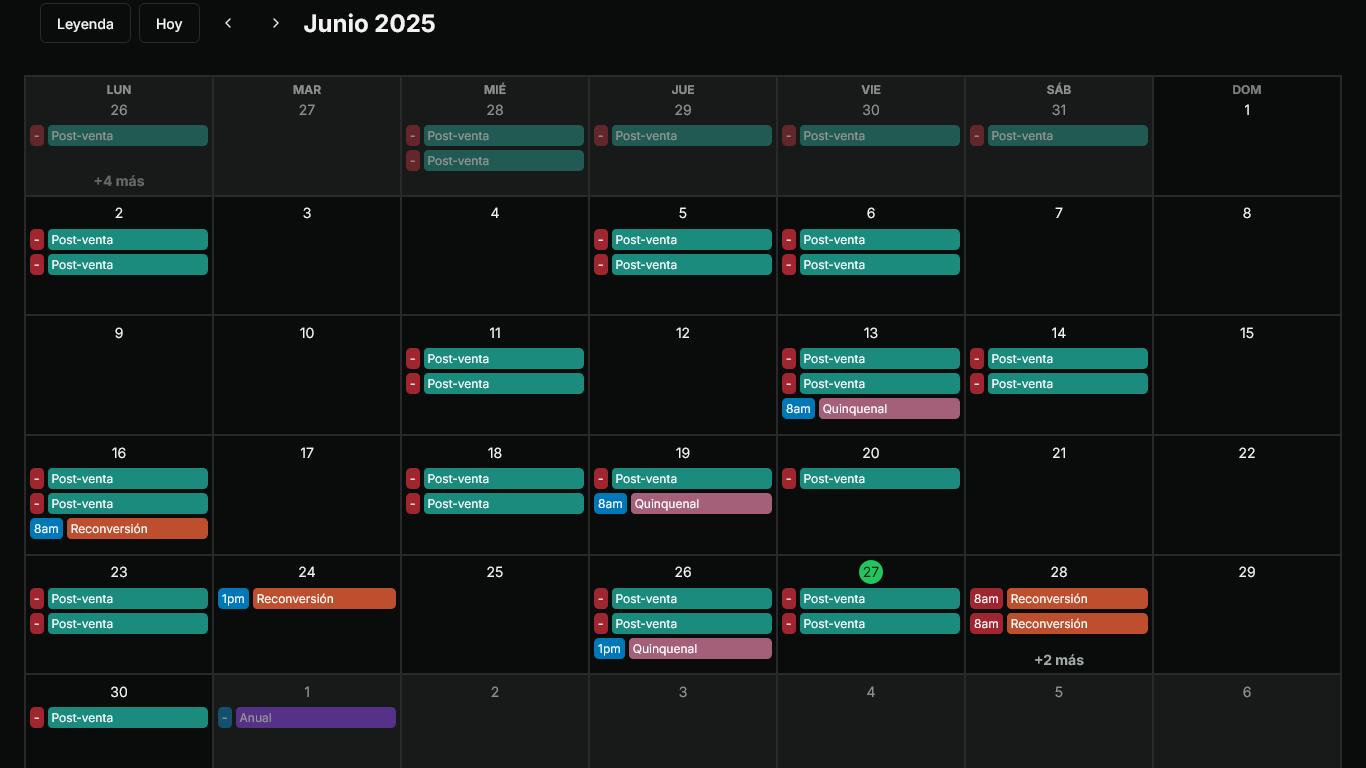 Leyenda Hoy < > Junio 2025
LUN MAR MIÉ JUE VIE SÁB DOM
26 27 28 29 30 31 1
- Post-venta - Post-venta - Post-venta - Post-venta - Post-venta
- Post-venta
+4 más
2 3 4 5 6 7 8
- Post-venta - Post-venta - Post-venta
- Post-venta - Post-venta - Post-venta
9 10 11 12 13 14 15
- Post-venta - Post-venta - Post-venta
- Post-venta - Post-venta - Post-venta
8am Quinquenal
16 17 18 19 20 21 22
- Post-venta - Post-venta - Post-venta - Post-venta
- Post-venta - Post-venta 8am Quinquenal
8am Reconversión
23 24 25 26 27 28 29
- Post-venta 1pm Reconversión - Post-venta - Post-venta 8am Reconversión
- Post-venta - Post-venta - Post-venta 8am Reconversión
1pm Quinquenal +2 más
30 1 2 3 4 5 6
- Post-venta - Anual